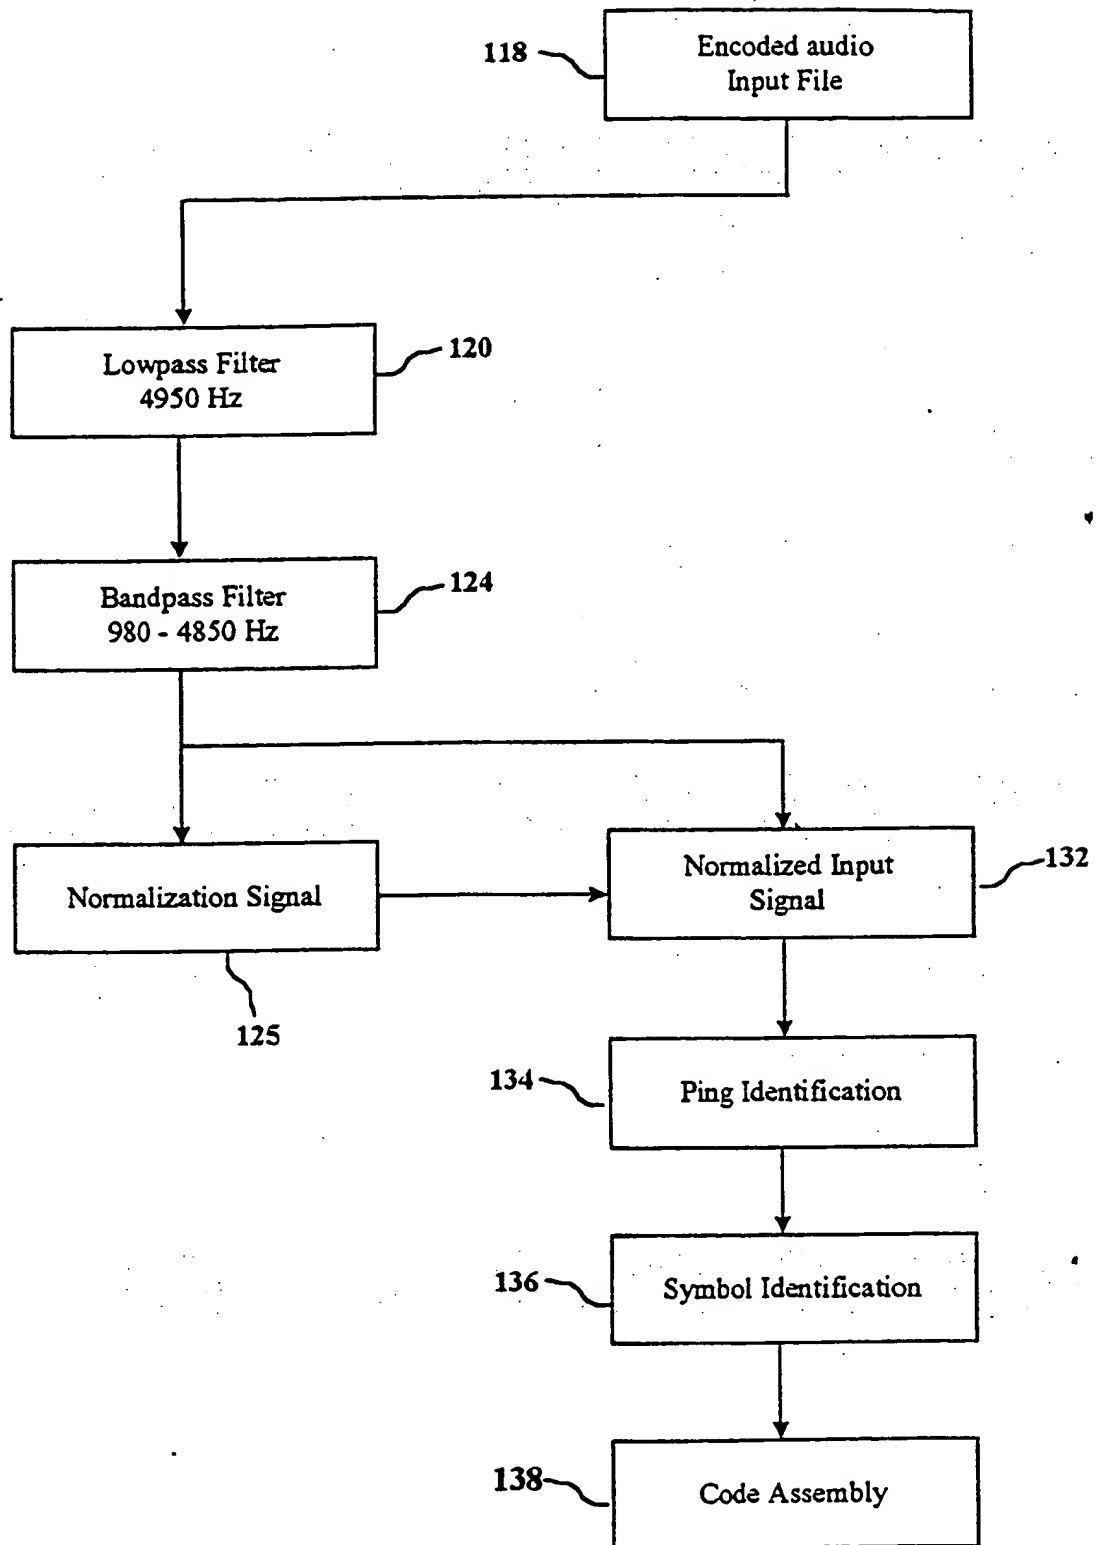 118
Encoded audio
Input File
Lowpass Filter
4950 Hz
120
Bandpass Filter
980 - 4850 Hz
124
Normalization Signal
125
Normalized Input
Signal
132
134
Ping Identification
136
Symbol Identification
138
Code Assembly